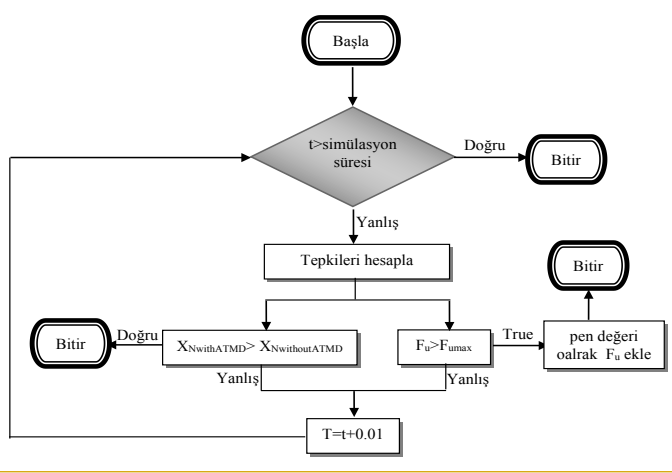 Başla
t>simülasyon
süresi
Doğru
Bitir
Yanlış
Tepkileri hesapla
Bitir
Bitir
Doğru
XNwithATMD> XNwithoutATMD
Fu>Fumax
True
pen değeri
oalrak Fu ekle
Yanlış
Yanlış
T=t+0.01